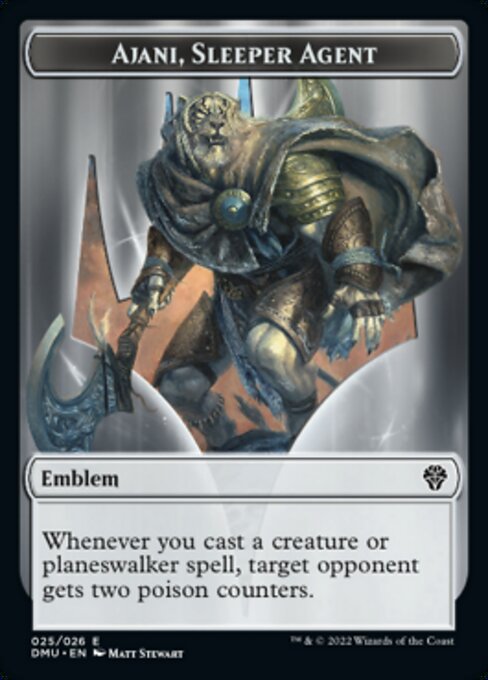 Ajani, Sleeper Agent
Emblem
Whenever you cast a creature or
planeswalker spell, target opponent
gets two poison counters.
025/026 E
DMU • EN Matt Stewart
™ & © 2022 Wizards of the Coast